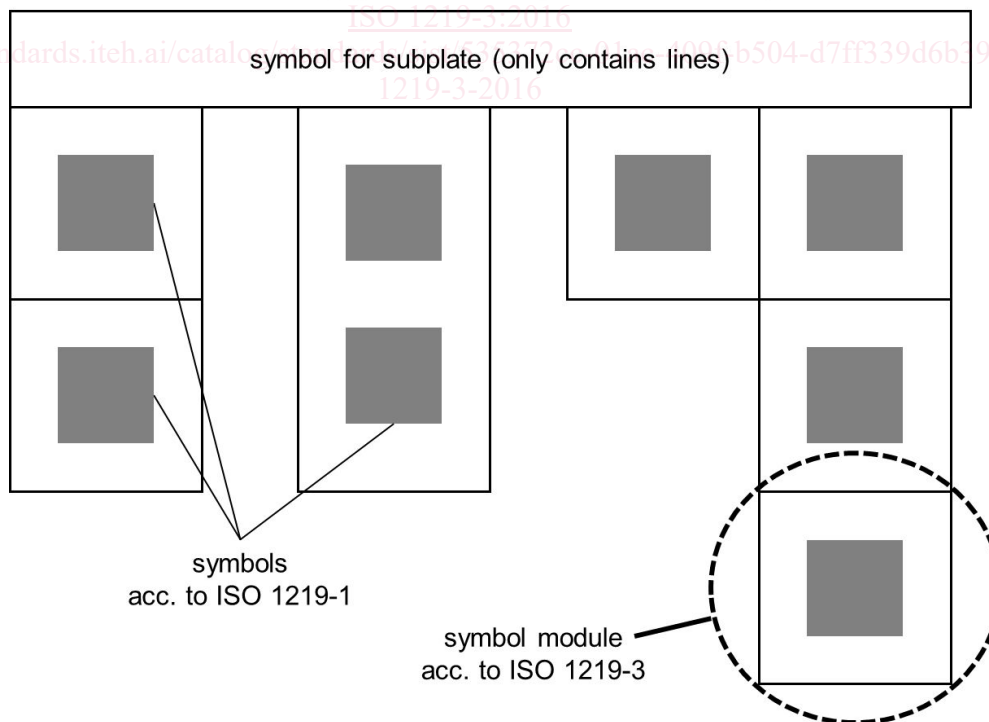 ISO 1219-3:2016
symbol for subplate (only contains lines)
1219-3-2016
symbols
acc. to ISO 1219-1
symbol module
acc. to ISO 1219-3